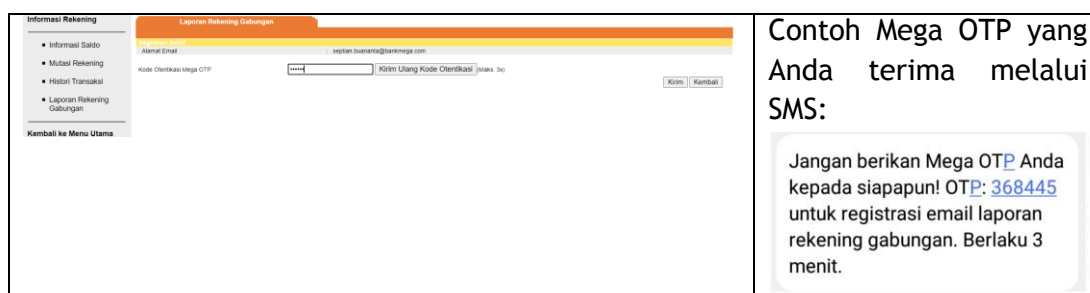 Informasi Rekening
Informasi Saldo
Mutasi Rekening
Histori Transaksi
Laporan Rekening
Gabungan
Kembali ke Menu Utama
Laporan Rekening Gabungan
Registrasi Email
Alamat Email : septian.buananta@bankmega.com
Kode Otentikasi Mega OTP •••••• Kirim Ulang Kode Otentikasi (Maks. 3x)
Kirim Kembali
Contoh Mega OTP yang
Anda terima melalui
SMS:
Jangan berikan Mega OTP Anda
kepada siapapun! OTP: 368445
untuk registrasi email laporan
rekening gabungan. Berlaku 3
menit.